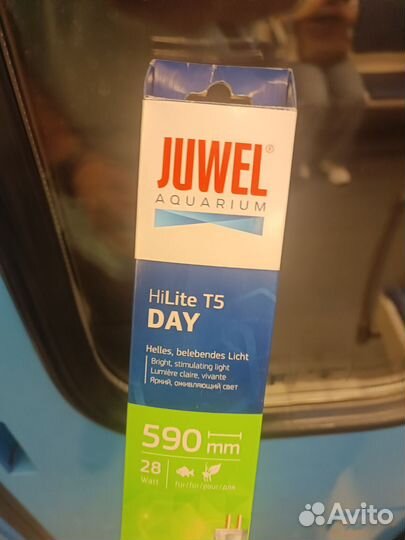 JUWEL®
AQUARIUM
HiLite T5
DAY
Helles, belebendes Licht
Bright, stimulating light
Lumière claire, vivante
Яркий, оживляющий свет
590 mm
28
Watt
für/for/pour/для
Avito